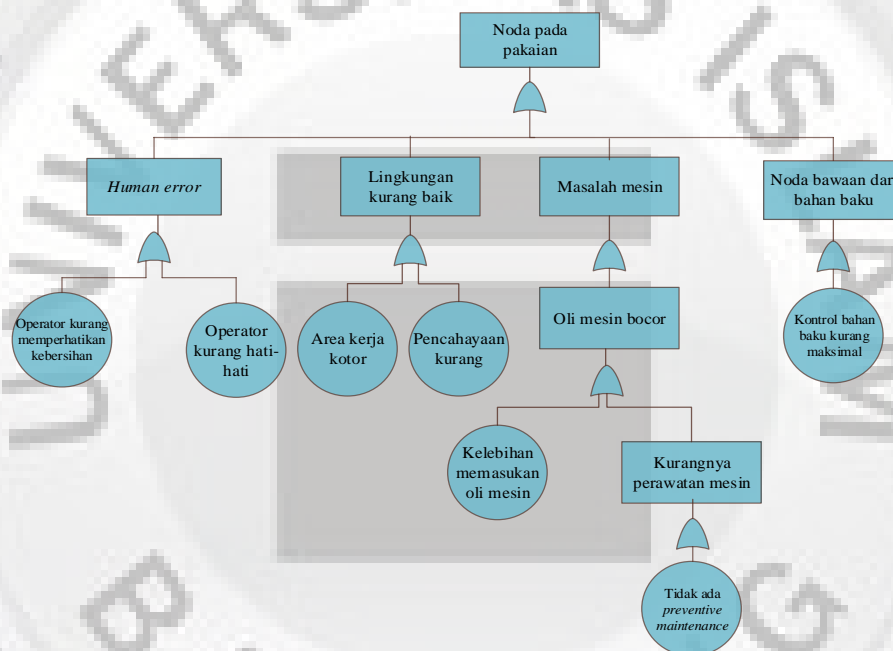 Noda pada
pakaian
Human error
Lingkungan
kurang baik
Masalah mesin
Noda bawaan dari
bahan baku
Operator kurang
memperhatikan
kebersihan
Operator
kurang hati-
hati
Area kerja
kotor
Pencahayaan
kurang
Oli mesin bocor
Kontrol bahan
baku kurang
maksimal
Kelebihan
memasukan
oli mesin
Kurangnya
perawatan mesin
Tidak ada
preventive
maintenance